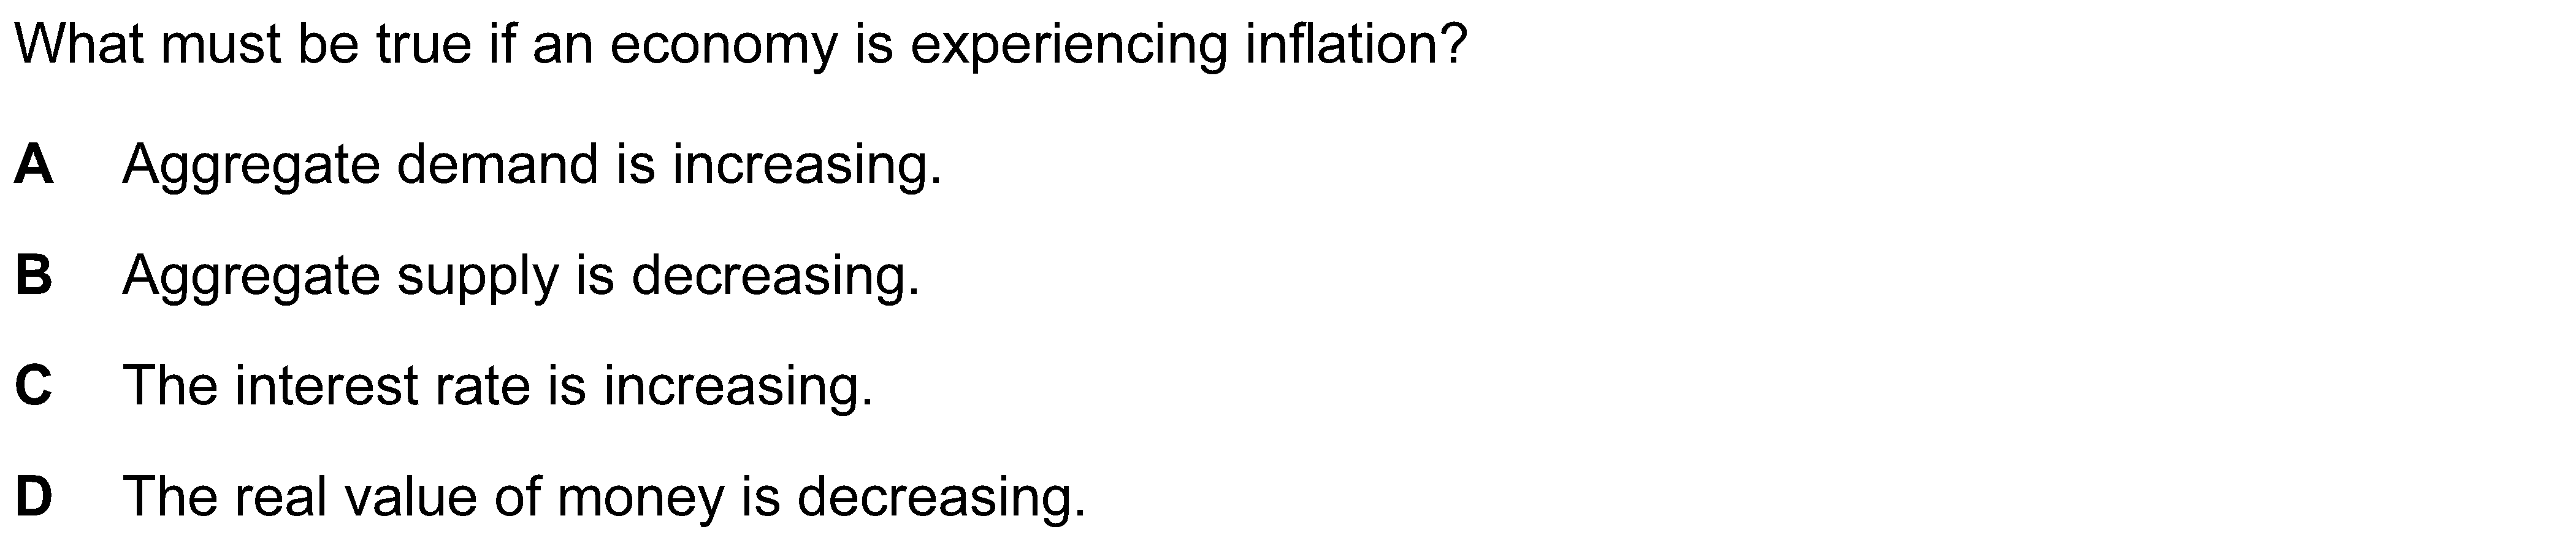 What must be true if an economy is experiencing inflation?
A Aggregate demand is increasing.
B Aggregate supply is decreasing.
C The interest rate is increasing.
D The real value of money is decreasing.